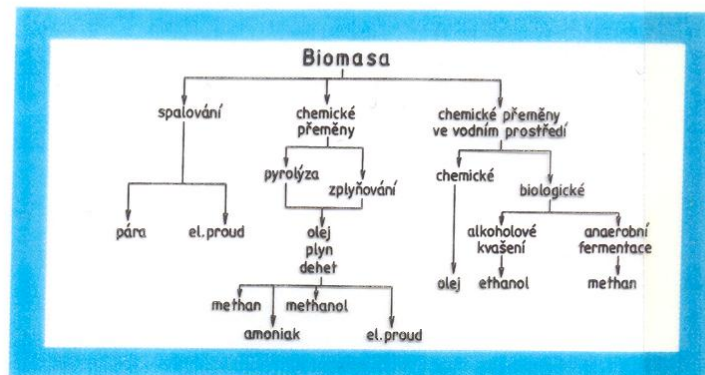 Biomasa
spalování
chemické
přeměny
chemické přeměny
ve vodním prostředí
pyrolýza
zplyňování
chemické
biologické
pára
el.proud
olej
plyn
dehet
alkoholové
kvašení
anaerobní
fermentace
olej
ethanol
methan
methan
methanol
amoniak
el.proud